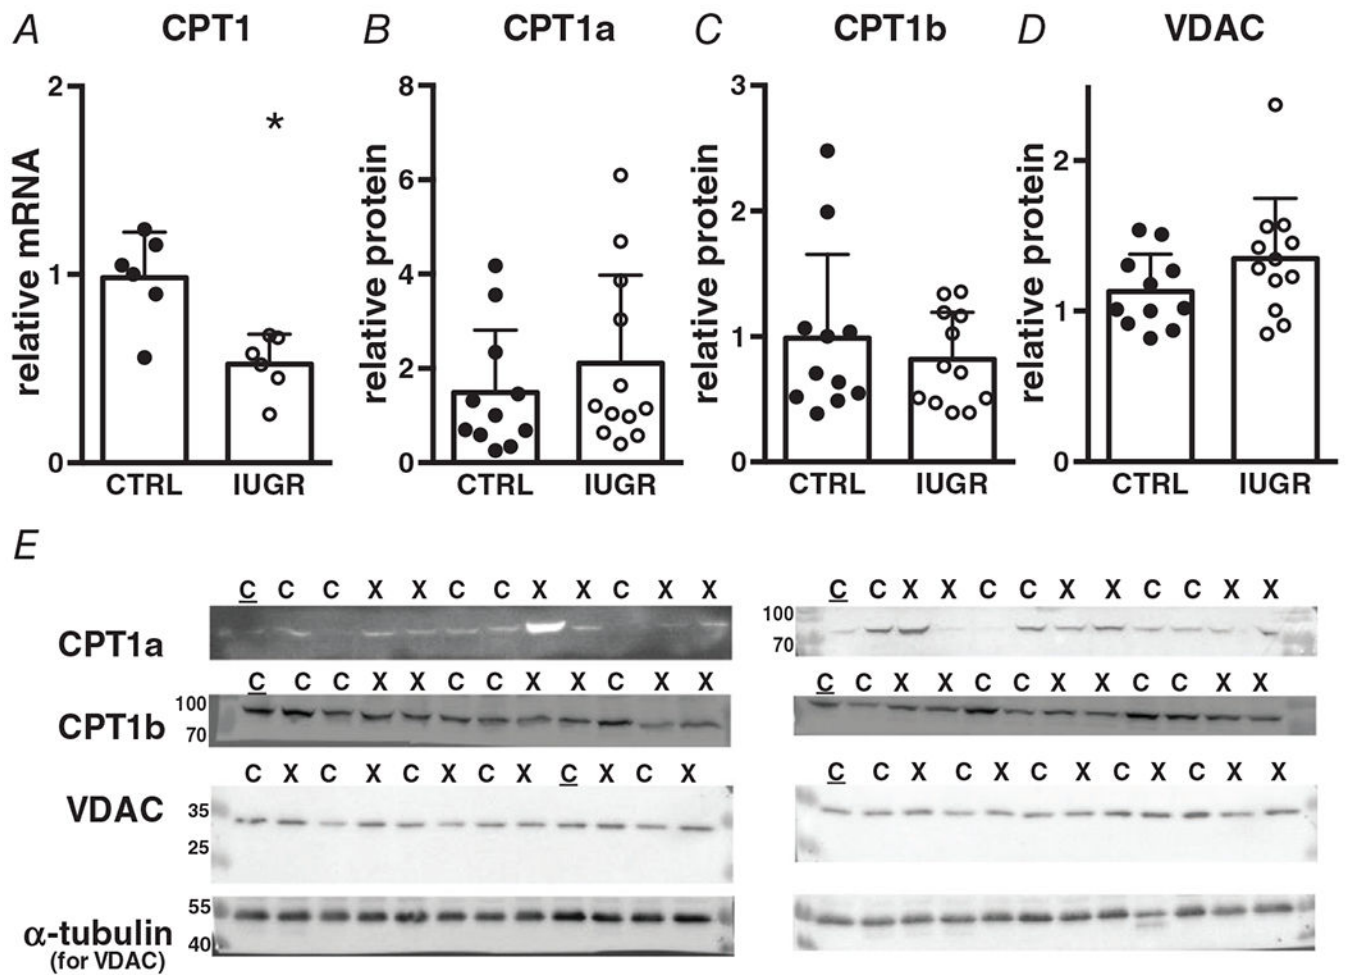 A CPT1 B CPT1a C CPT1b D VDAC
2 8 3
*
6 2
relative mRNA relative protein relative protein relative protein
2
1 4 1
1
2
0 0 0 0
CTRL IUGR CTRL IUGR CTRL IUGR CTRL IUGR
E
C C C X X C C X X C X X C C X X C C X X C C X X
CPT1a 100
70
C C C X X C C X X C X X C C X X C C X X C C X X
CPT1b 100
70
C X C X C X C X C X C X C C X C X C X C X C X X
VDAC 35
25
55
α-tubulin 40
(for VDAC)